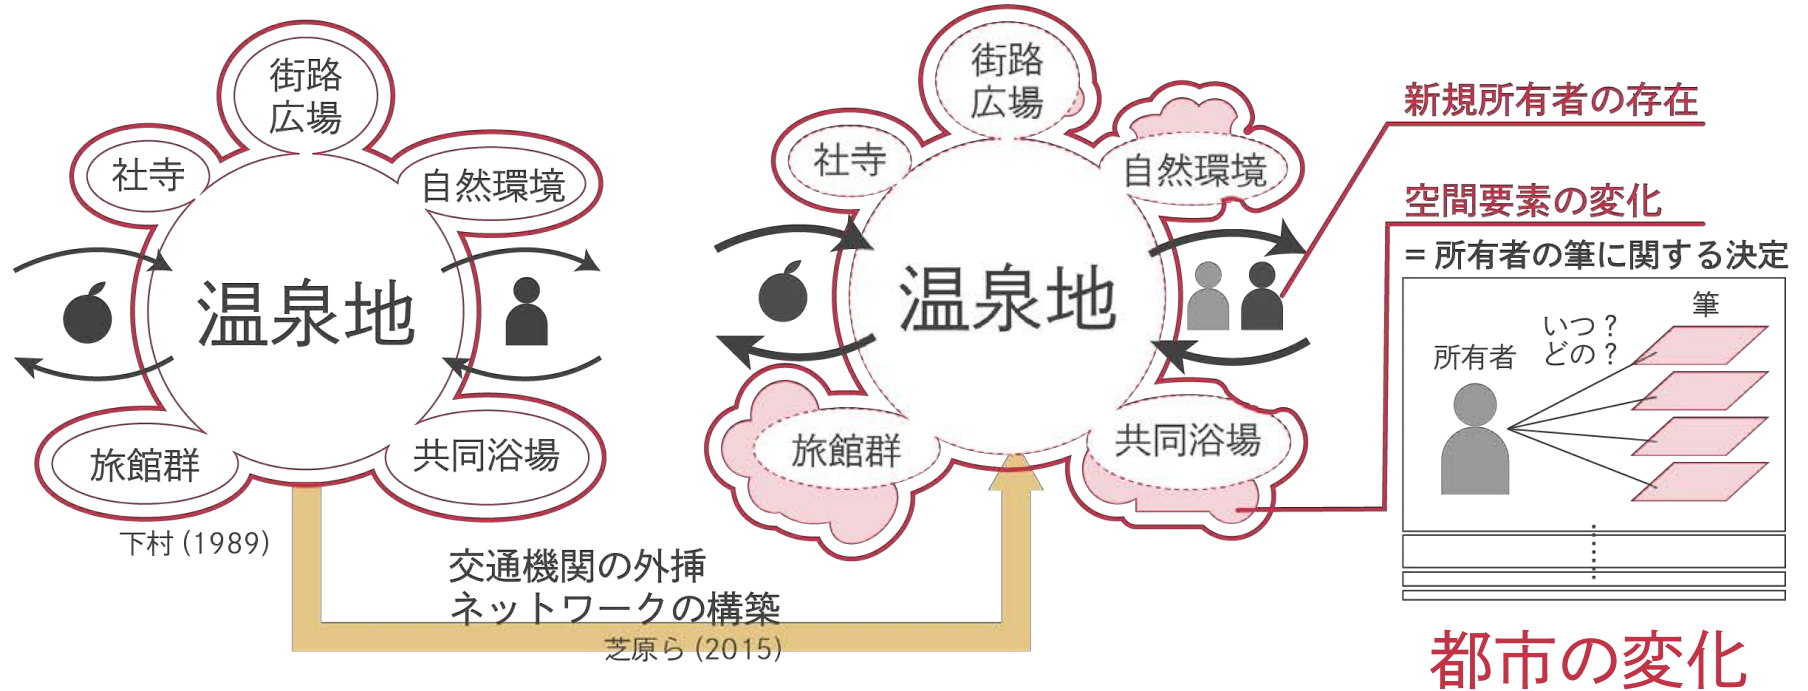 街路
広場
社寺
自然環境
温泉地
旅館群
共同浴場
下村 (1989)
交通機関の外挿
ネットワークの構築
芝原ら (2015)
街路
広場
社寺
自然環境
温泉地
旅館群
共同浴場
新規所有者の存在
空間要素の変化
= 所有者の筆に関する決定
筆
いつ ?
どの ?
所有者
都市の変化